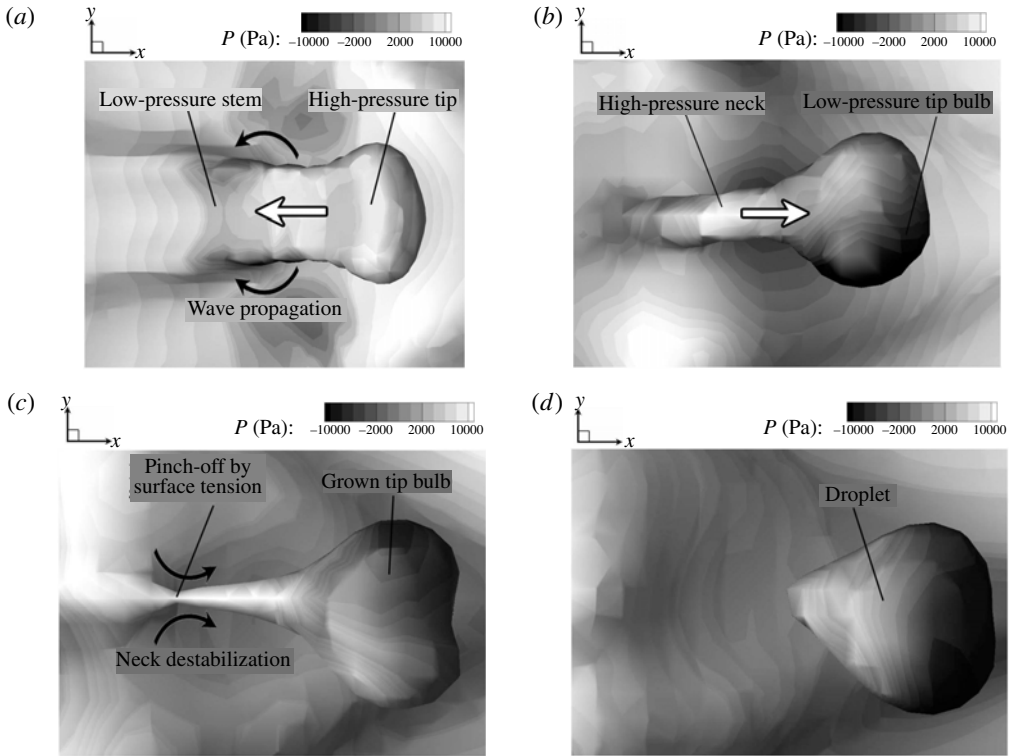 (a)
y
x
P (Pa):
–10000 –2000 2000 10000
Low-pressure stem
High-pressure tip
Wave propagation
(b)
y
x
P (Pa):
–10000 –2000 2000 10000
High-pressure neck
Low-pressure tip bulb
(c)
y
x
P (Pa):
–10000 –2000 2000 10000
Pinch-off by
surface tension
Grown tip bulb
Neck destabilization
(d)
y
x
P (Pa):
–10000 –2000 2000 10000
Droplet